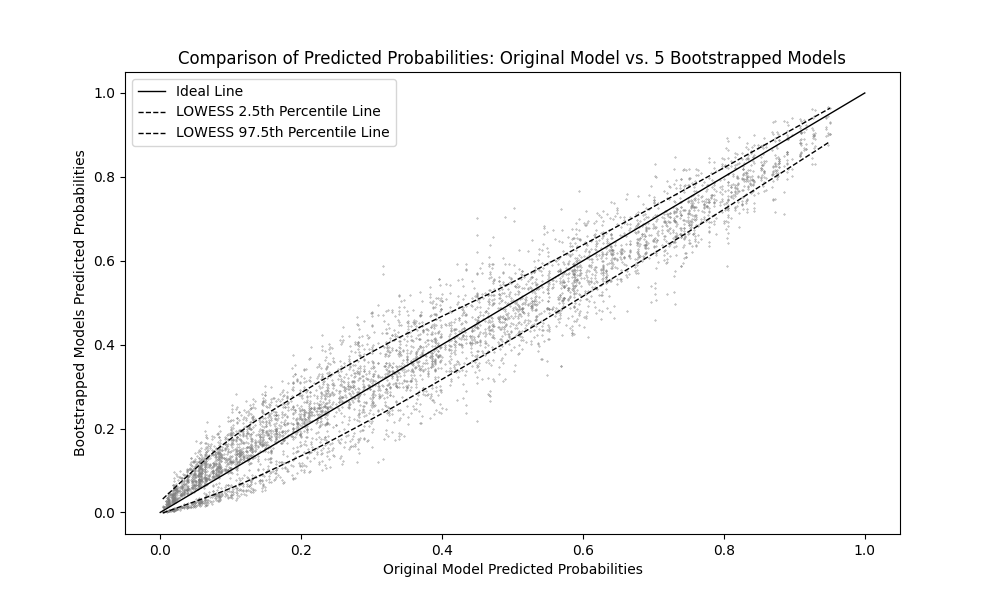 Comparison of Predicted Probabilities: Original Model vs. 5 Bootstrapped Models
Ideal Line
LOWESS 2.5th Percentile Line
LOWESS 97.5th Percentile Line
Bootstrapped Models Predicted Probabilities
1.0
0.8
0.6
0.4
0.2
0.0
0.0 0.2 0.4 0.6 0.8 1.0
Original Model Predicted Probabilities